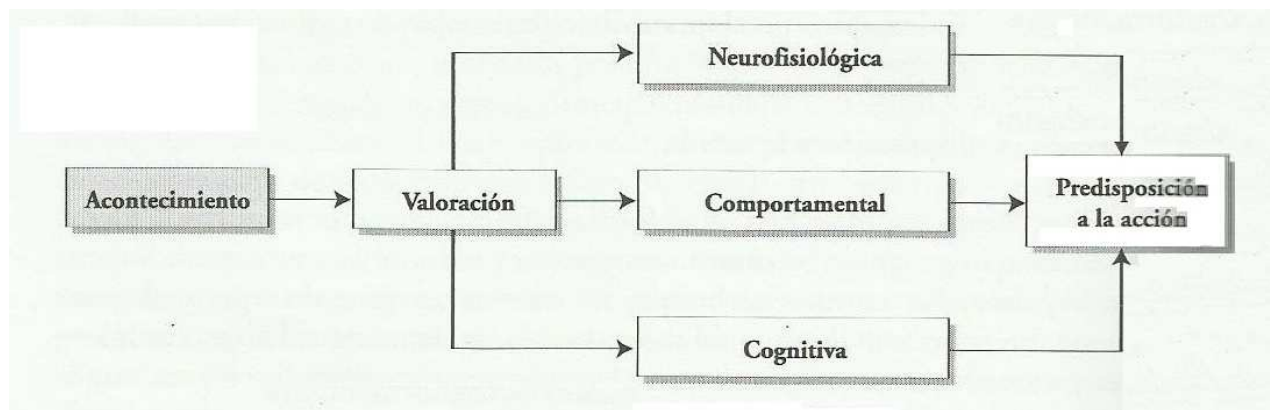 Neurofisiológica
Acontecimiento
Valoración
Comportamental
Predisposición
a la acción
Cognitiva